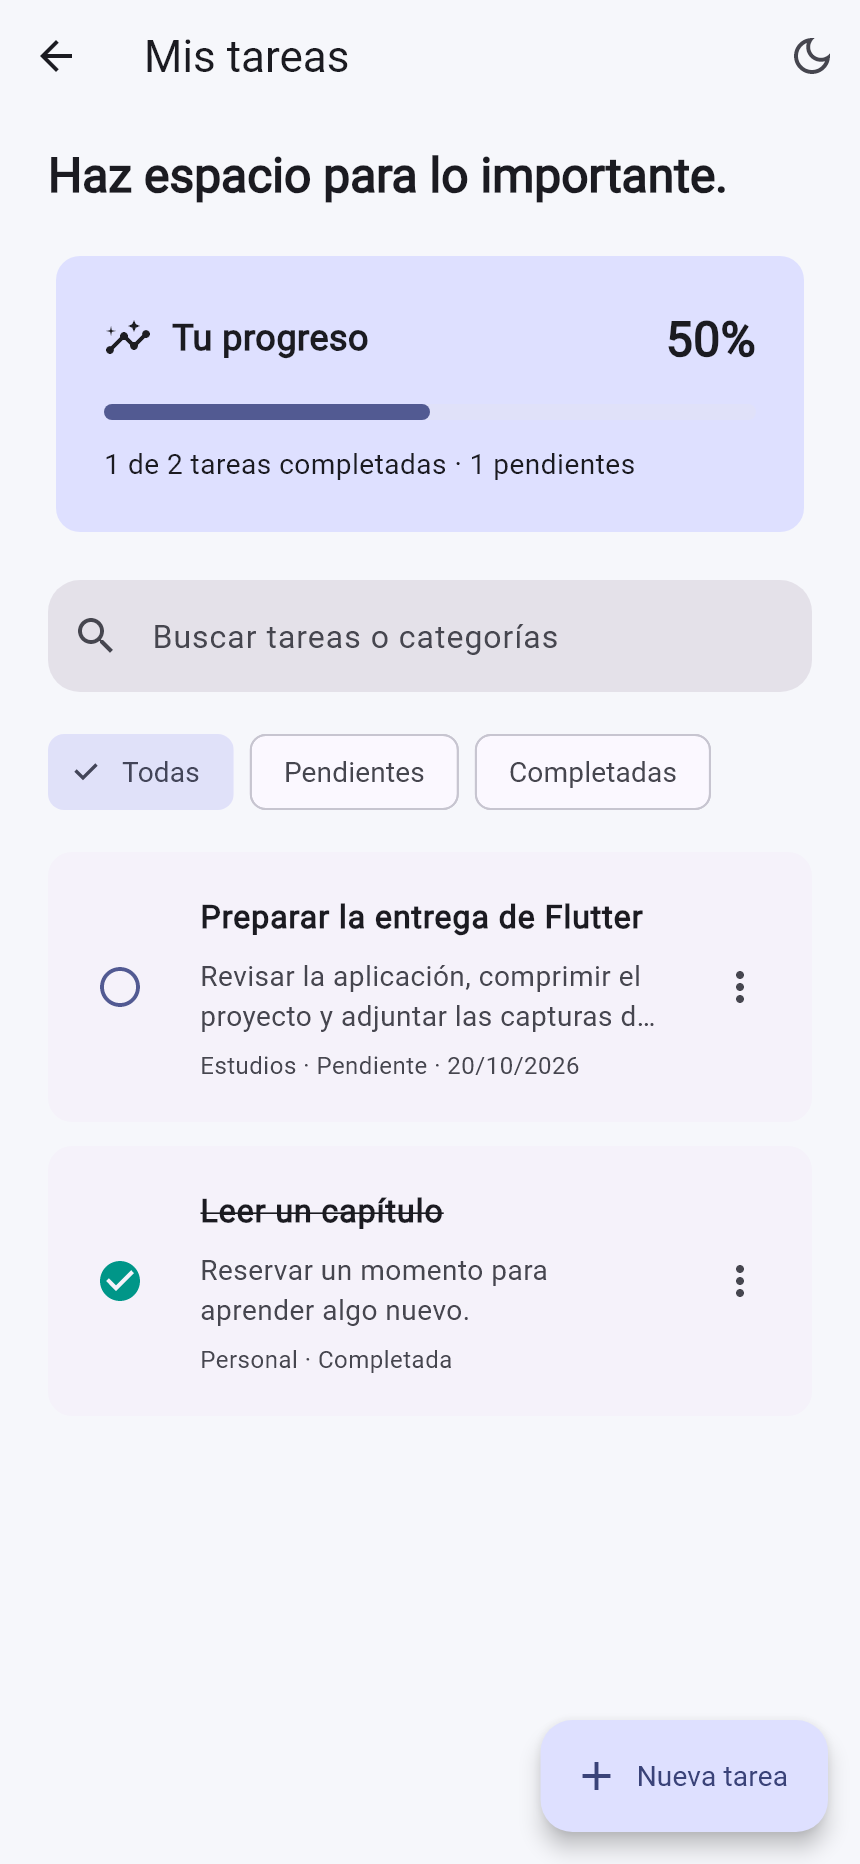 Mis tareas
Haz espacio para lo importante.
Tu progreso
50%
1 de 2 tareas completadas · 1 pendientes
Buscar tareas o categorías
Todas
Pendientes
Completadas
Preparar la entrega de Flutter
Revisar la aplicación, comprimir el
proyecto y adjuntar las capturas d…
Estudios · Pendiente · 20/10/2026
Leer un capítulo
Reservar un momento para
aprender algo nuevo.
Personal · Completada
Nueva tarea